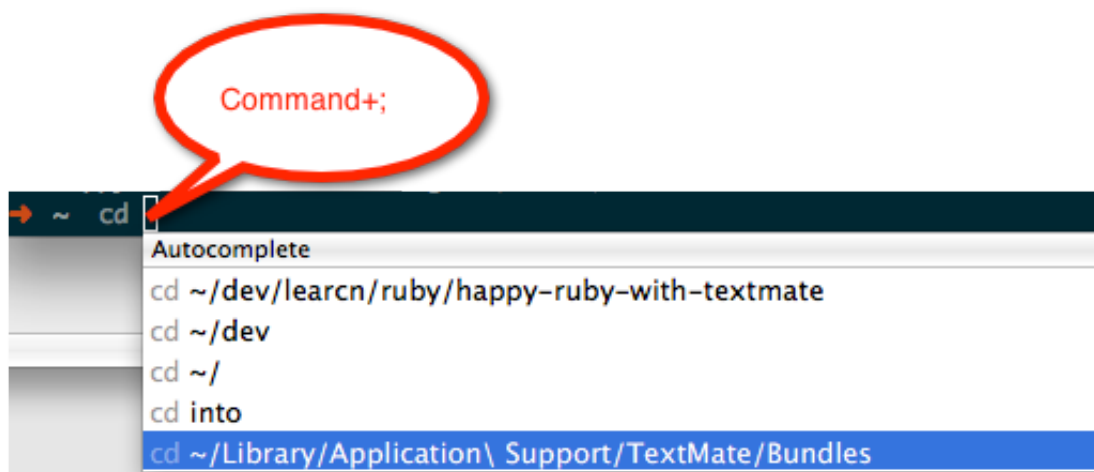 Command+;
➜ ~ cd
Autocomplete
cd ~/dev/learcn/ruby/happy-ruby-with-textmate
cd ~/dev
cd ~/
cd into
cd ~/Library/Application\ Support/TextMate/Bundles